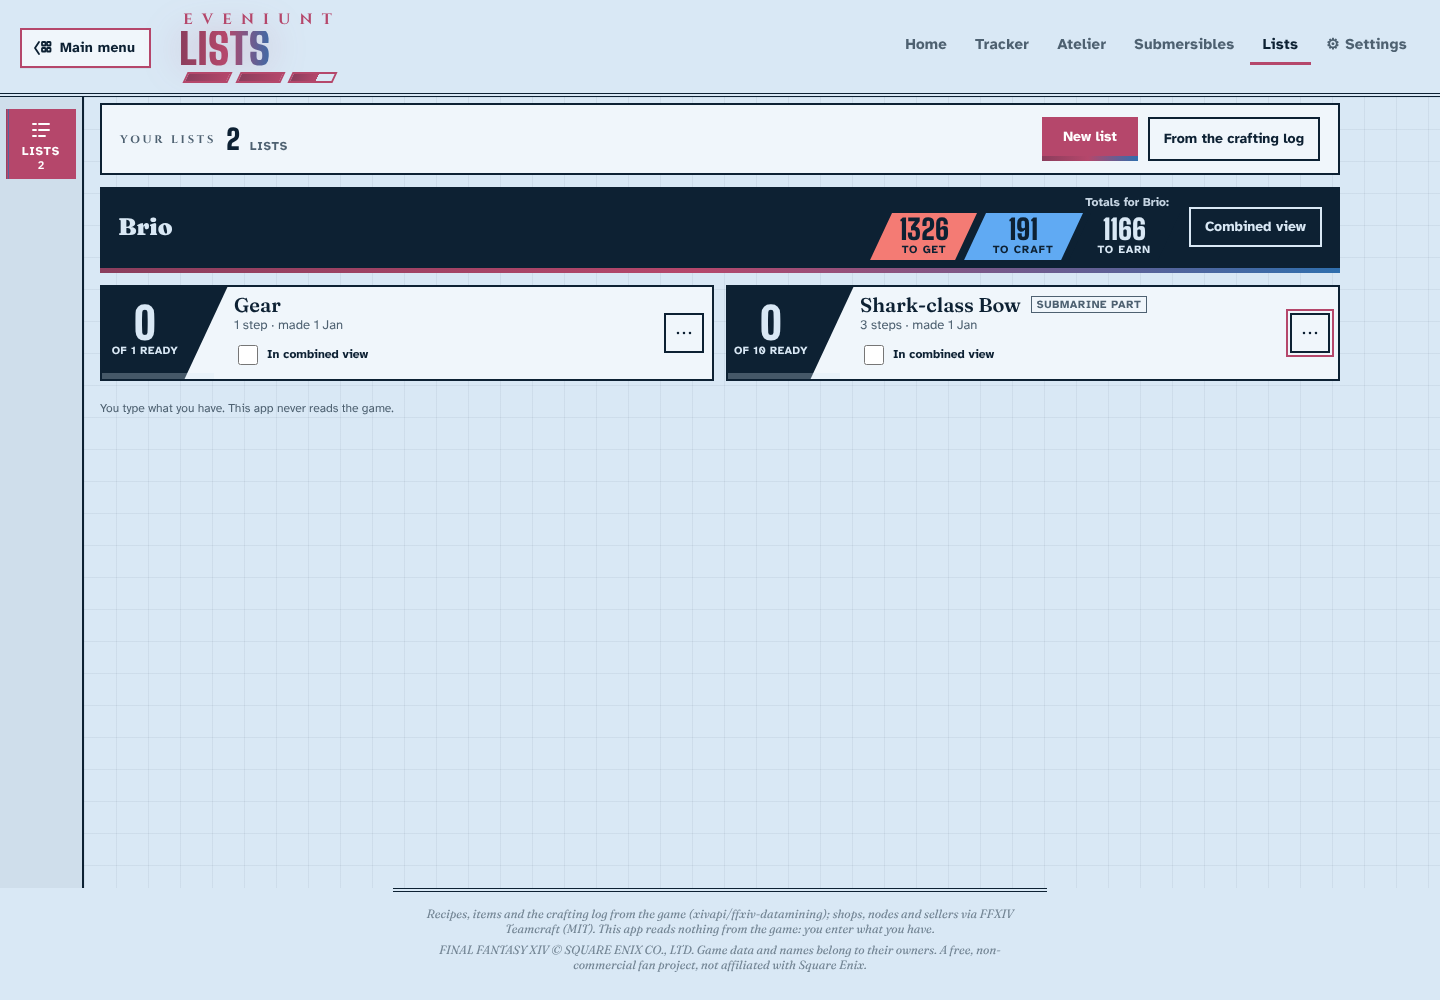 Main menu
EVENIUNT
LISTS
Home
Tracker
Atelier
Submersibles
Lists
⚙ Settings
LISTS
2
YOUR LISTS 2 LISTS
New list
From the crafting log
Brio
Totals for Brio:
1326
TO GET
191
TO CRAFT
1166
TO EARN
Combined view
0
OF 1 READY
Gear
1 step · made 1 Jan
In combined view
...
0
OF 10 READY
Shark-class Bow SUBMARINE PART
3 steps · made 1 Jan
In combined view
...
You type what you have. This app never reads the game.
Recipes, items and the crafting log from the game (xivapi/ffxiv-datamining); shops, nodes and sellers via FFXIV
Teamcraft (MIT). This app reads nothing from the game: you enter what you have.
FINAL FANTASY XIV © SQUARE ENIX CO., LTD. Game data and names belong to their owners. A free, non-
commercial fan project, not affiliated with Square Enix.